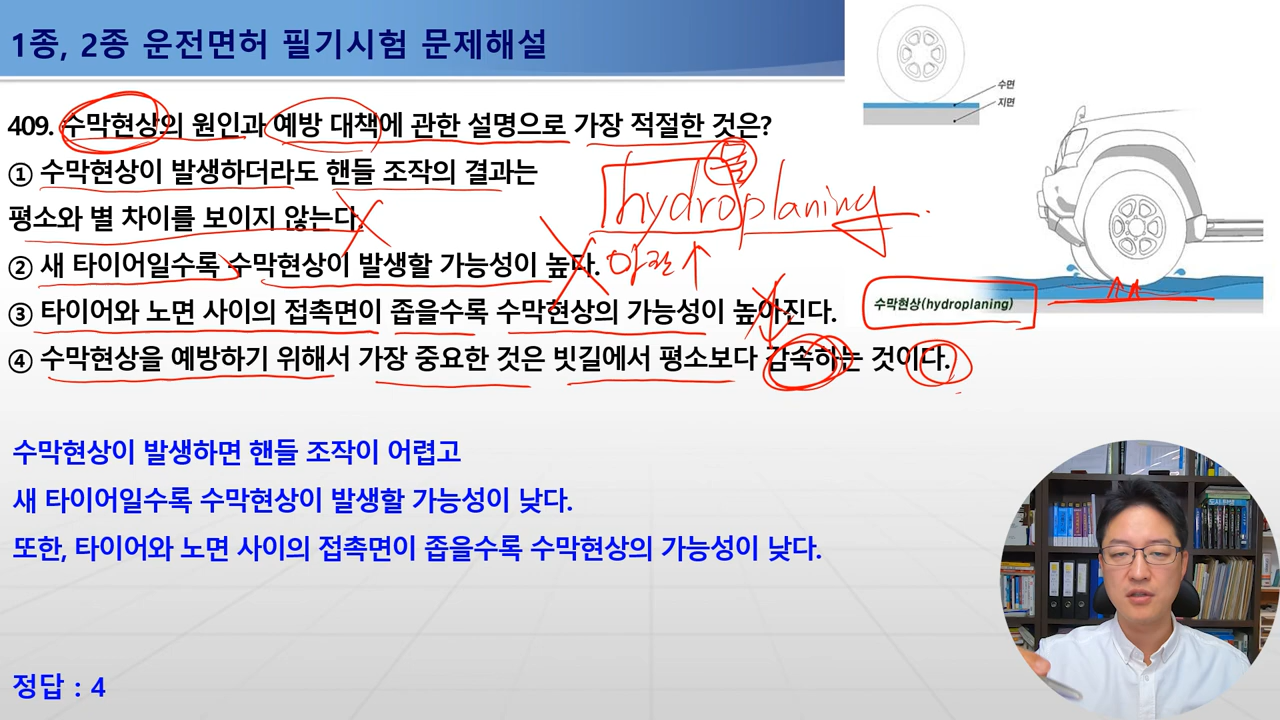 1종, 2종 운전면허 필기시험 문제해설
수면
지면
409. 수막현상의 원인과 예방 대책에 관한 설명으로 가장 적절한 것은?
① 수막현상이 발생하더라도 핸들 조작의 결과는
평소와 별 차이를 보이지 않는다.
② 새 타이어일수록 수막현상이 발생할 가능성이 높다.
③ 타이어와 노면 사이의 접촉면이 좁을수록 수막현상의 가능성이 높아진다.
④ 수막현상을 예방하기 위해서 가장 중요한 것은 빗길에서 평소보다 감속하는 것이다.
물
hydroplaning
안전↑
수막현상(hydroplaning)
수막현상이 발생하면 핸들 조작이 어렵고
새 타이어일수록 수막현상이 발생할 가능성이 낮다.
또한, 타이어와 노면 사이의 접촉면이 좁을수록 수막현상의 가능성이 낮다.
정답 : 4